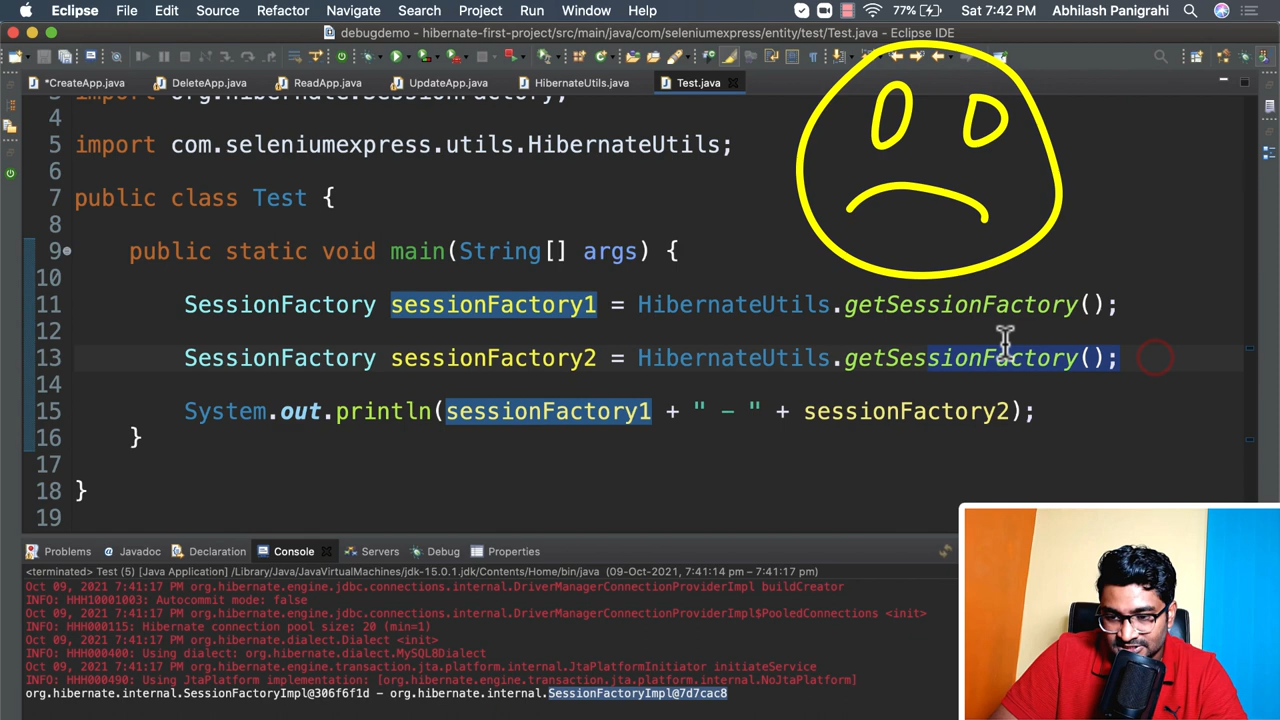 Eclipse File Edit Source Refactor Navigate Search Project Run Window Help 77% Sat 7:42 PM Abhilash Panigrahi
debugdemo - hibernate-first-project/src/main/java/com/seleniumexpress/entity/test/Test.java - Eclipse IDE
*CreateApp.java DeleteApp.java ReadApp.java UpdateApp.java HibernateUtils.java Test.java
3 import org.hibernate.SessionFactory;
4
5 import com.seleniumexpress.utils.HibernateUtils;
6
7 public class Test {
8
9 public static void main(String[] args) {
10
11 SessionFactory sessionFactory1 = HibernateUtils.getSessionFactory();
12
13 SessionFactory sessionFactory2 = HibernateUtils.getSessionFactory();
14
15 System.out.println(sessionFactory1 + " - " + sessionFactory2);
16 }
17
18 }
19
Problems Javadoc Declaration Console Servers Debug Properties
<terminated> Test (5) [Java Application] /Library/Java/JavaVirtualMachines/jdk-15.0.1.jdk/Contents/Home/bin/java (09-Oct-2021, 7:41:14 pm – 7:41:17 pm)
Oct 09, 2021 7:41:17 PM org.hibernate.engine.jdbc.connections.internal.DriverManagerConnectionProviderImpl buildCreator
INFO: HHH10001003: Autocommit mode: false
Oct 09, 2021 7:41:17 PM org.hibernate.engine.jdbc.connections.internal.DriverManagerConnectionProviderImpl$PooledConnections <init>
INFO: HHH000115: Hibernate connection pool size: 20 (min=1)
Oct 09, 2021 7:41:17 PM org.hibernate.dialect.Dialect <init>
INFO: HHH000400: Using dialect: org.hibernate.dialect.MySQL8Dialect
Oct 09, 2021 7:41:17 PM org.hibernate.engine.transaction.jta.platform.internal.JtaPlatformInitiator initiateService
INFO: HHH000490: Using JtaPlatform implementation: [org.hibernate.engine.transaction.jta.platform.internal.NoJtaPlatform]
org.hibernate.internal.SessionFactoryImpl@306f6f1d - org.hibernate.internal.SessionFactoryImpl@7d7cac8